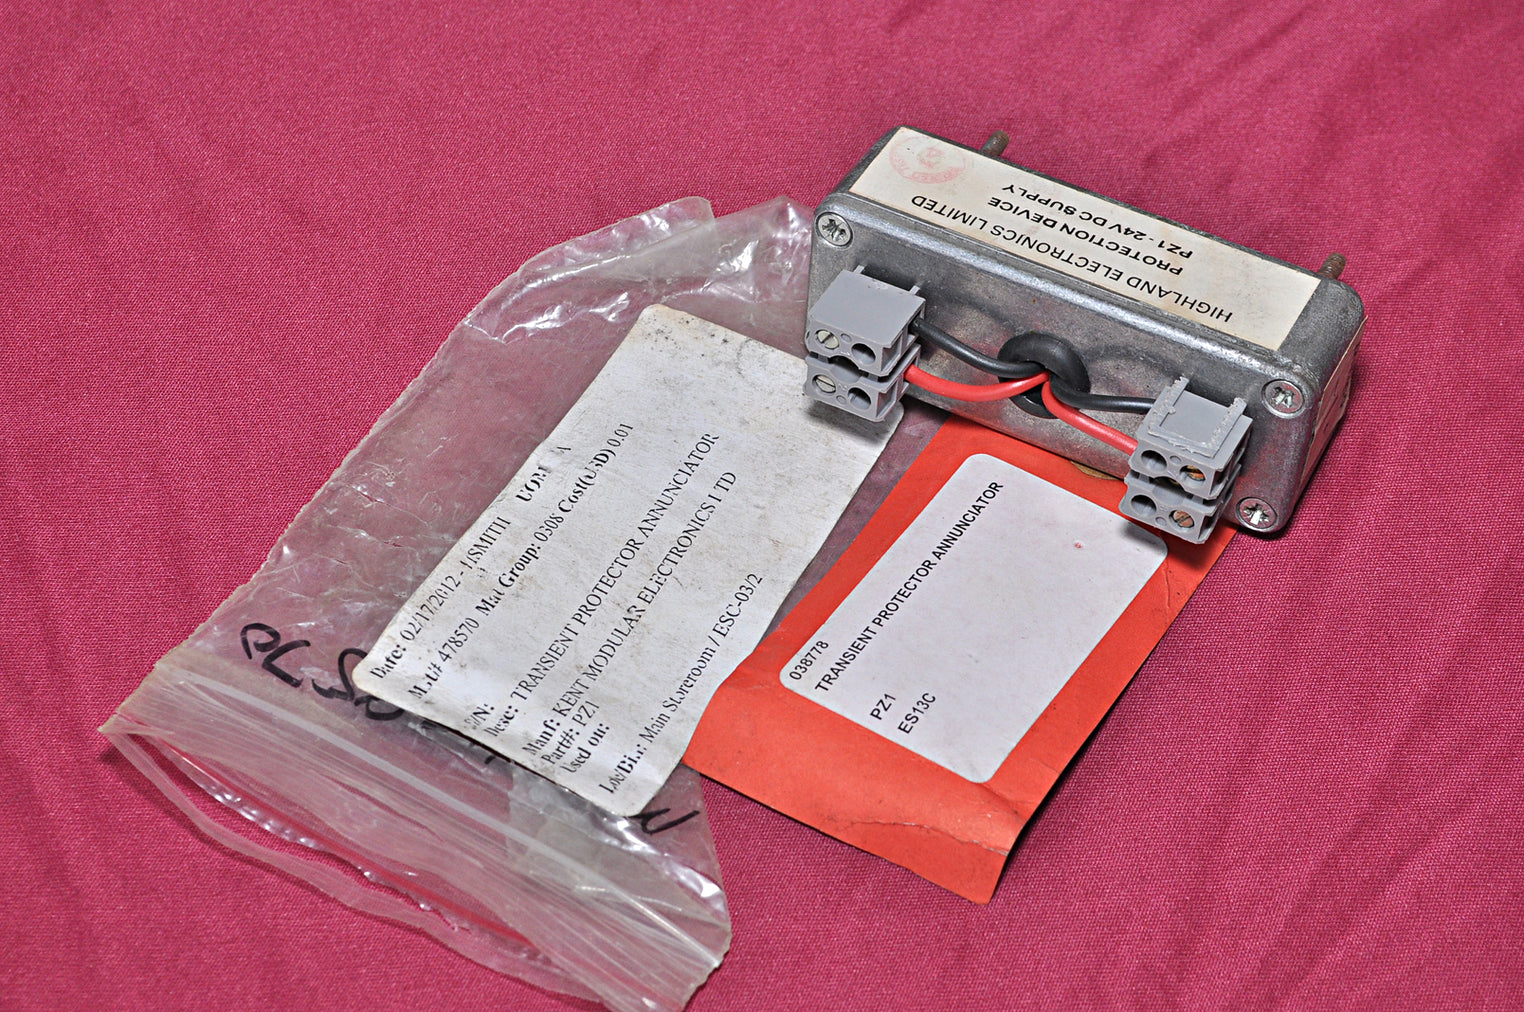 HIGHLAND ELECTRONICS LIMITED
PROTECTION DEVICE
PZ1 - 24V DC SUPPLY
Date: 02/17/2012 - JJSMITH UOM: A
Mat# 478570 Mat Group: 0308 Cost(USD) 0.01
S/N:
Desc: TRANSIENT PROTECTOR ANNUNCIATOR
Manf: KENT MODULAR ELECTRONICS LTD
Part#: PZ1
Used on:
Loc/Bin: Main Storeroom / ESC-03/2
038778
TRANSIENT PROTECTOR ANNUNCIATOR
PZ1
ES13C